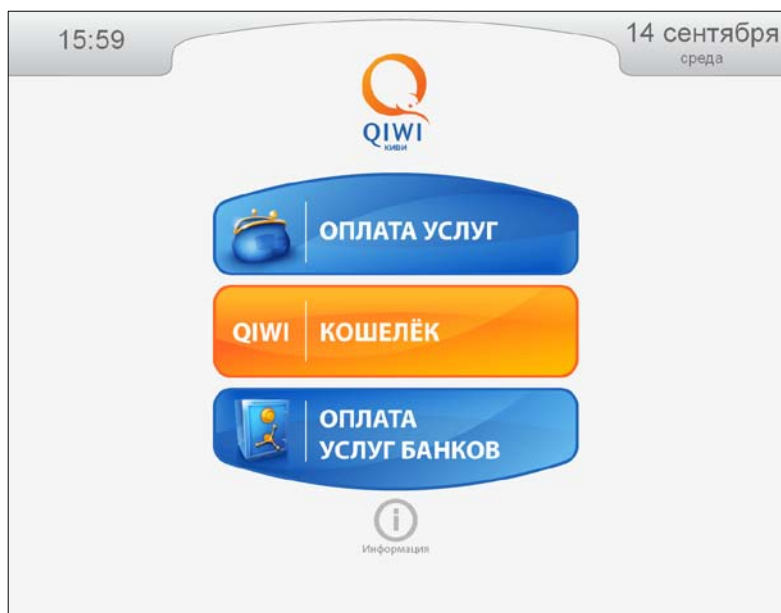 15:59
14 сентября
среда
QIWI
КИВИ
ОПЛАТА УСЛУГ
QIWI КОШЕЛЁК
ОПЛАТА
УСЛУГ БАНКОВ
Информация